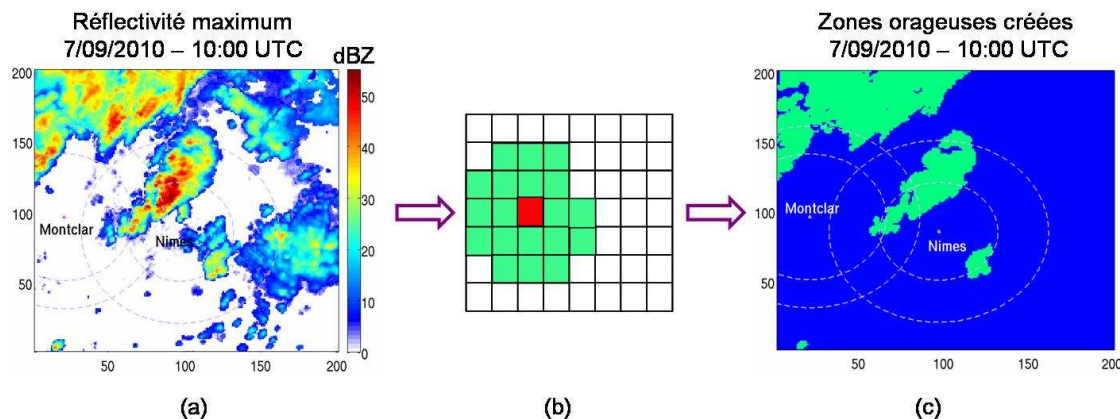 Réflectivité maximum
7/09/2010 – 10:00 UTC
dBZ
200
150
100
50
50
100
150
200
50
40
30
20
10
0
Montclar
Nimes
(a)
(b)
Zones orageuses créées
7/09/2010 – 10:00 UTC
200
150
100
50
50
100
150
200
Montclar
Nimes
(c)